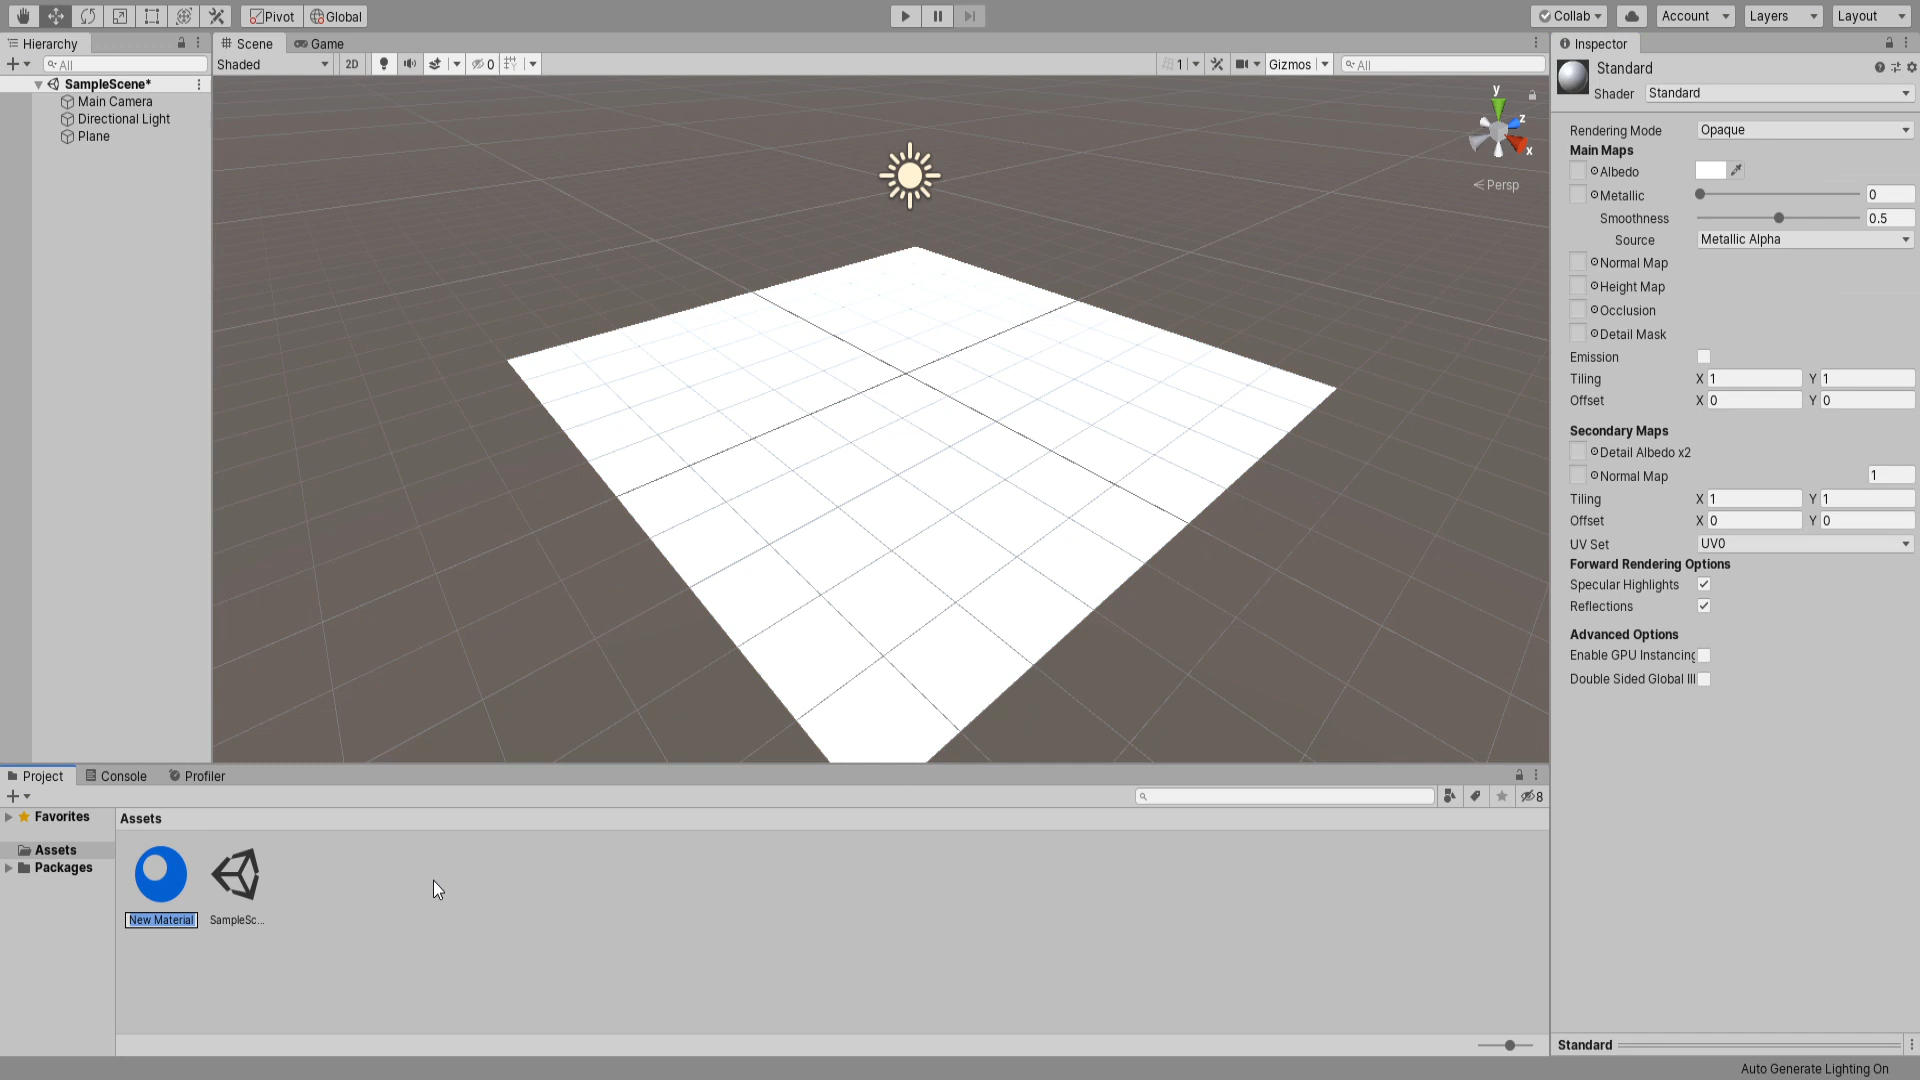 Pivot Global Collab Account Layers Layout
Hierarchy
All
SampleScene*
Main Camera
Directional Light
Plane
Scene Game
Shaded 2D 0 1 Gizmos All
y
z
x
Persp
Inspector
Standard
Shader Standard
Rendering Mode Opaque
Main Maps
Albedo
Metallic 0
Smoothness 0.5
Source Metallic Alpha
Normal Map
Height Map
Occlusion
Detail Mask
Emission
Tiling X 1 Y 1
Offset X 0 Y 0
Secondary Maps
Detail Albedo x2
Normal Map 1
Tiling X 1 Y 1
Offset X 0 Y 0
UV Set UV0
Forward Rendering Options
Specular Highlights
Reflections
Advanced Options
Enable GPU Instancing
Double Sided Global Ill
Project Console Profiler
8
Favorites
Assets
Packages
Assets
New Material SampleSc...
Standard
Auto Generate Lighting On